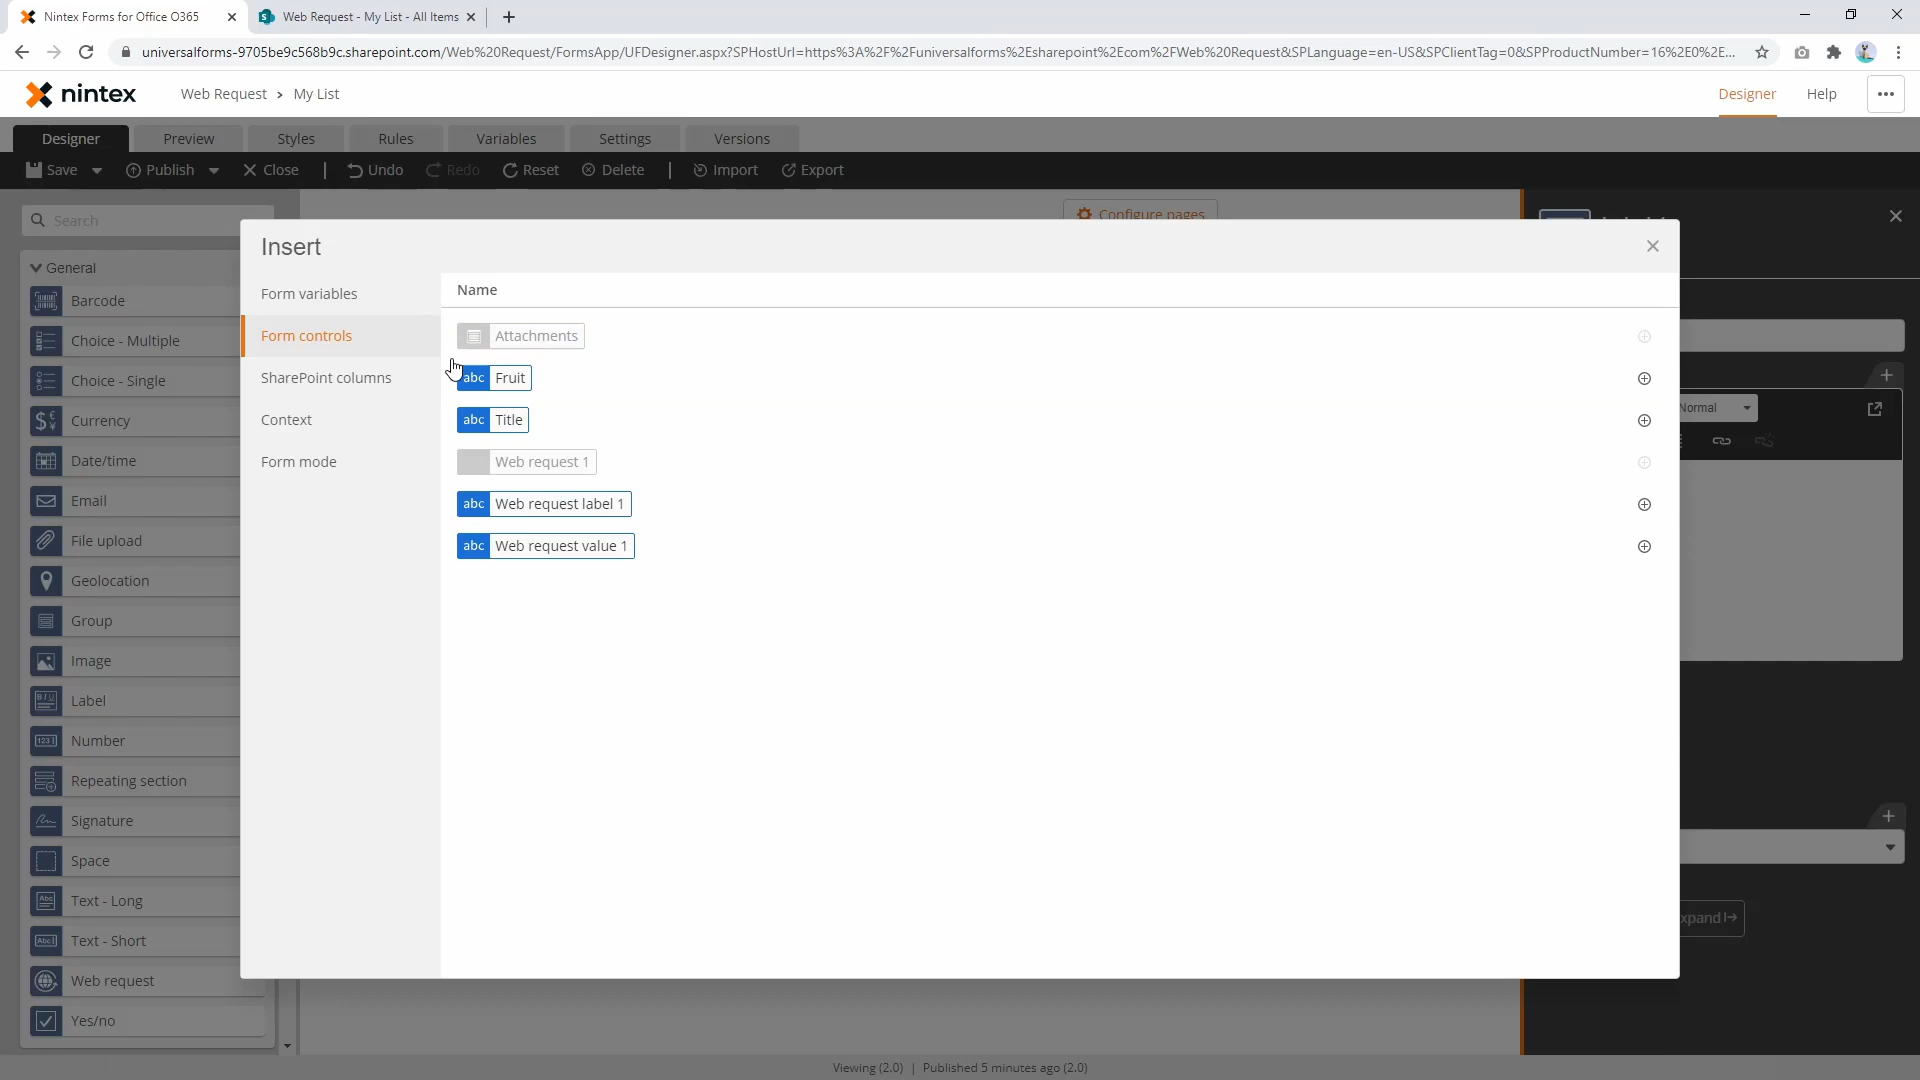 Nintex Forms for Office O365
Web Request - My List - All Items
universalforms-9705be9c568b9c.sharepoint.com/Web%20Request/FormsApp/UFDesigner.aspx?SPHostUrl=https%3A%2F%2Funiversalforms%2Esharepoint%2Ecom%2FWeb%20Request&SPLanguage=en-US&SPClientTag=0&SPProductNumber=16%2E0%2E...
nintex
Web Request > My List
Designer
Help
Designer
Preview
Styles
Rules
Variables
Settings
Versions
Save
Publish
Close
Undo
Redo
Reset
Delete
Import
Export
Search
Configure pages
General
Barcode
Choice - Multiple
Choice - Single
Currency
Date/time
Email
File upload
Geolocation
Group
Image
Label
Number
Repeating section
Signature
Space
Text - Long
Text - Short
Web request
Yes/no
Insert
Form variables
Form controls
SharePoint columns
Context
Form mode
Name
Attachments
abc Fruit
abc Title
Web request 1
abc Web request label 1
abc Web request value 1
Normal
xpand
Viewing (2.0) | Published 5 minutes ago (2.0)